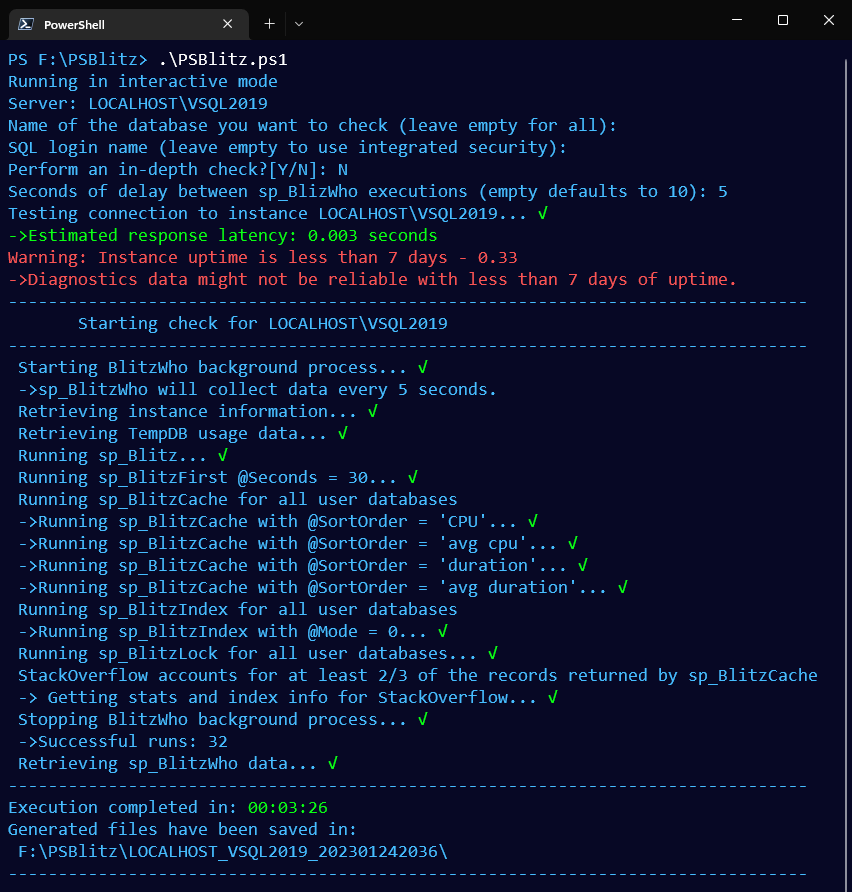 PowerShell
PS F:\PSBlitz> .\PSBlitz.ps1
Running in interactive mode
Server: LOCALHOST\VSQL2019
Name of the database you want to check (leave empty for all):
SQL login name (leave empty to use integrated security):
Perform an in-depth check?[Y/N]: N
Seconds of delay between sp_BlizWho executions (empty defaults to 10): 5
Testing connection to instance LOCALHOST\VSQL2019... √
->Estimated response latency: 0.003 seconds
Warning: Instance uptime is less than 7 days - 0.33
->Diagnostics data might not be reliable with less than 7 days of uptime.
--------------------------------------------------------------------------------
Starting check for LOCALHOST\VSQL2019
--------------------------------------------------------------------------------
Starting BlitzWho background process... √
->sp_BlitzWho will collect data every 5 seconds.
Retrieving instance information... √
Retrieving TempDB usage data... √
Running sp_Blitz... √
Running sp_BlitzFirst @Seconds = 30... √
Running sp_BlitzCache for all user databases
->Running sp_BlitzCache with @SortOrder = 'CPU'... √
->Running sp_BlitzCache with @SortOrder = 'avg cpu'... √
->Running sp_BlitzCache with @SortOrder = 'duration'... √
->Running sp_BlitzCache with @SortOrder = 'avg duration'... √
Running sp_BlitzIndex for all user databases
->Running sp_BlitzIndex with @Mode = 0... √
Running sp_BlitzLock for all user databases... √
StackOverflow accounts for at least 2/3 of the records returned by sp_BlitzCache
-> Getting stats and index info for StackOverflow... √
Stopping BlitzWho background process... √
->Successful runs: 32
Retrieving sp_BlitzWho data... √
--------------------------------------------------------------------------------
Execution completed in: 00:03:26
Generated files have been saved in:
F:\PSBlitz\LOCALHOST_VSQL2019_202301242036\
--------------------------------------------------------------------------------